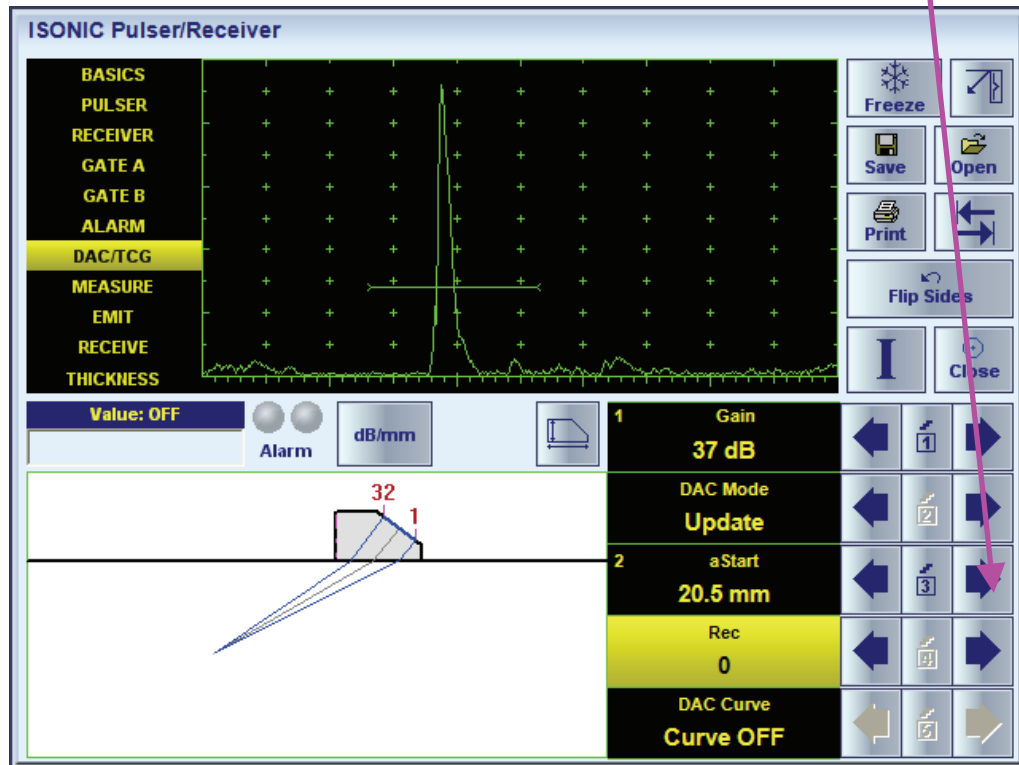 ISONIC Pulser/Receiver
BASICS
PULSER
RECEIVER
GATE A
GATE B
ALARM
DAC/TCG
MEASURE
EMIT
RECEIVE
THICKNESS
Freeze
Save
Open
Print
Flip Sides
I
Close
Value: OFF
Alarm
dB/mm
1 Gain
37 dB
1
DAC Mode
Update
2
2 aStart
20.5 mm
3
Rec
0
4
DAC Curve
Curve OFF
5
32
1